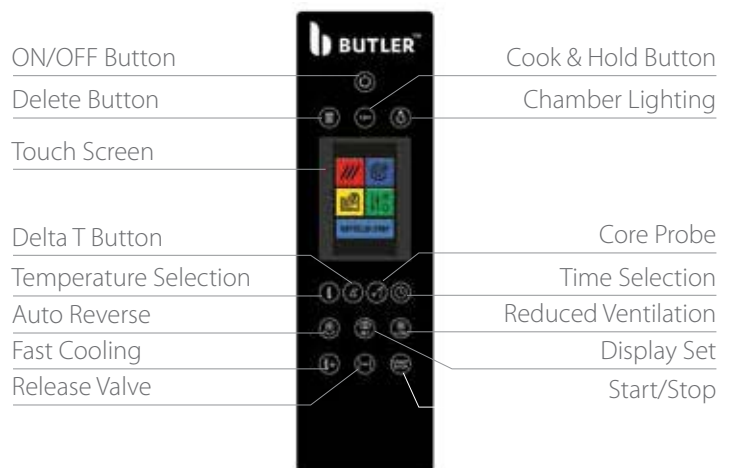 BUTLER™
ON/OFF Button
Cook & Hold Button
Delete Button
Chamber Lighting
Touch Screen
Delta T Button
Core Probe
Temperature Selection
Time Selection
Auto Reverse
Reduced Ventilation
Fast Cooling
Display Set
Release Valve
Start/Stop